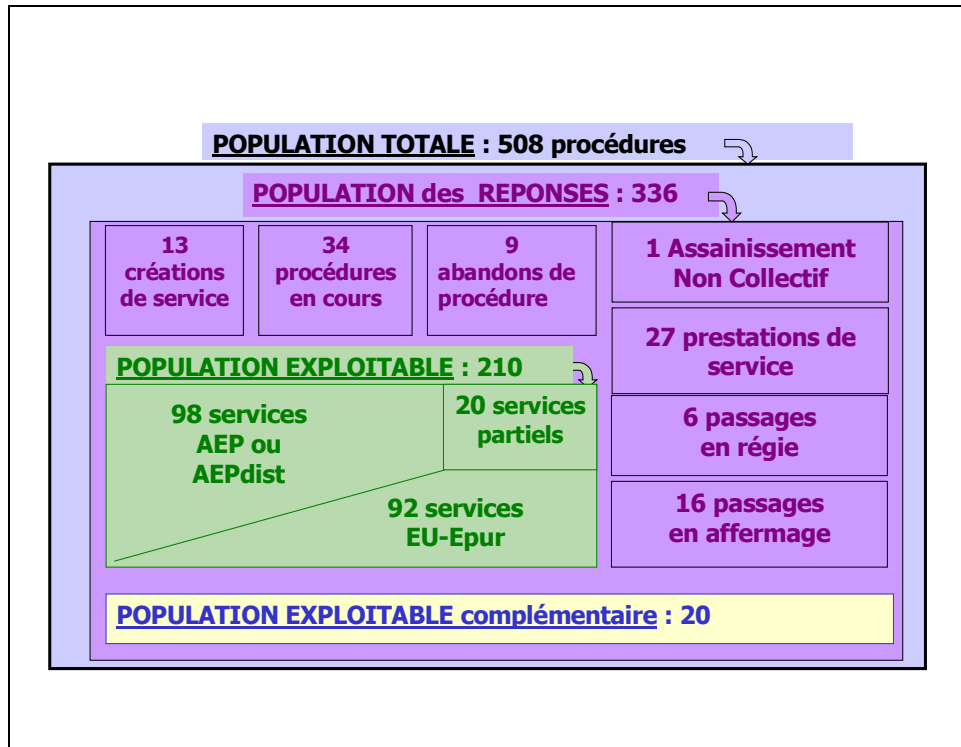 POPULATION TOTALE : 508 procédures
POPULATION des REPONSES : 336
13
créations
de service
34
procédures
en cours
9
abandons de
procédure
1 Assainissement
Non Collectif
27 prestations de
service
6 passages
en régie
16 passages
en affermage
POPULATION EXPLOITABLE : 210
98 services
AEP ou
AEPdist
20 services
partiels
92 services
EU-Epur
POPULATION EXPLOITABLE complémentaire : 20